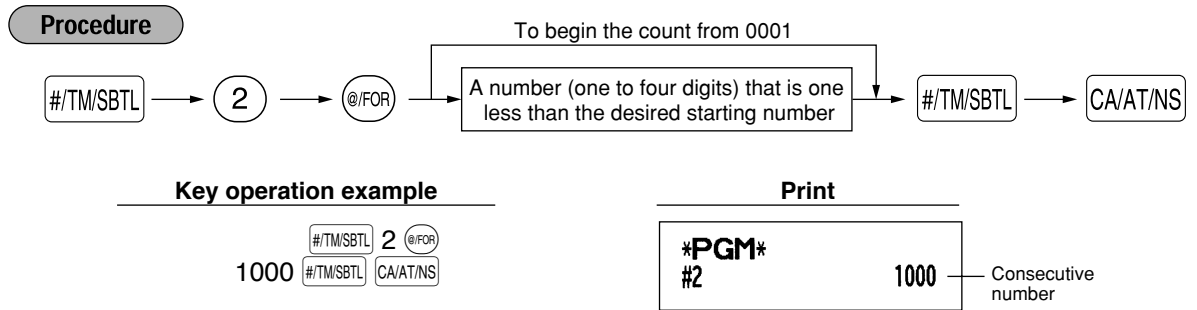 Procedure
To begin the count from 0001
#/TM/SBTL 2 @/FOR A number (one to four digits) that is one less than the desired starting number #/TM/SBTL CA/AT/NS
Key operation example
#/TM/SBTL 2 @/FOR
1000 #/TM/SBTL CA/AT/NS
Print
*PGM*
#2 1000
Consecutive
number